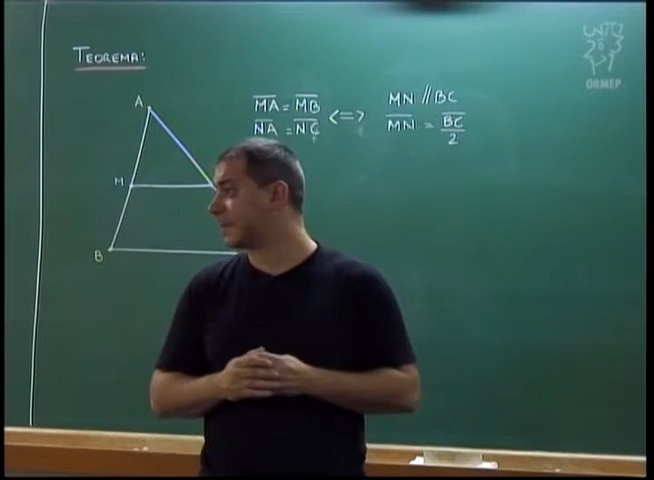 TEOREMA:
A
MA = MB <=> MN // BC
NA = NC MN = BC/2
M
B
OBMEP